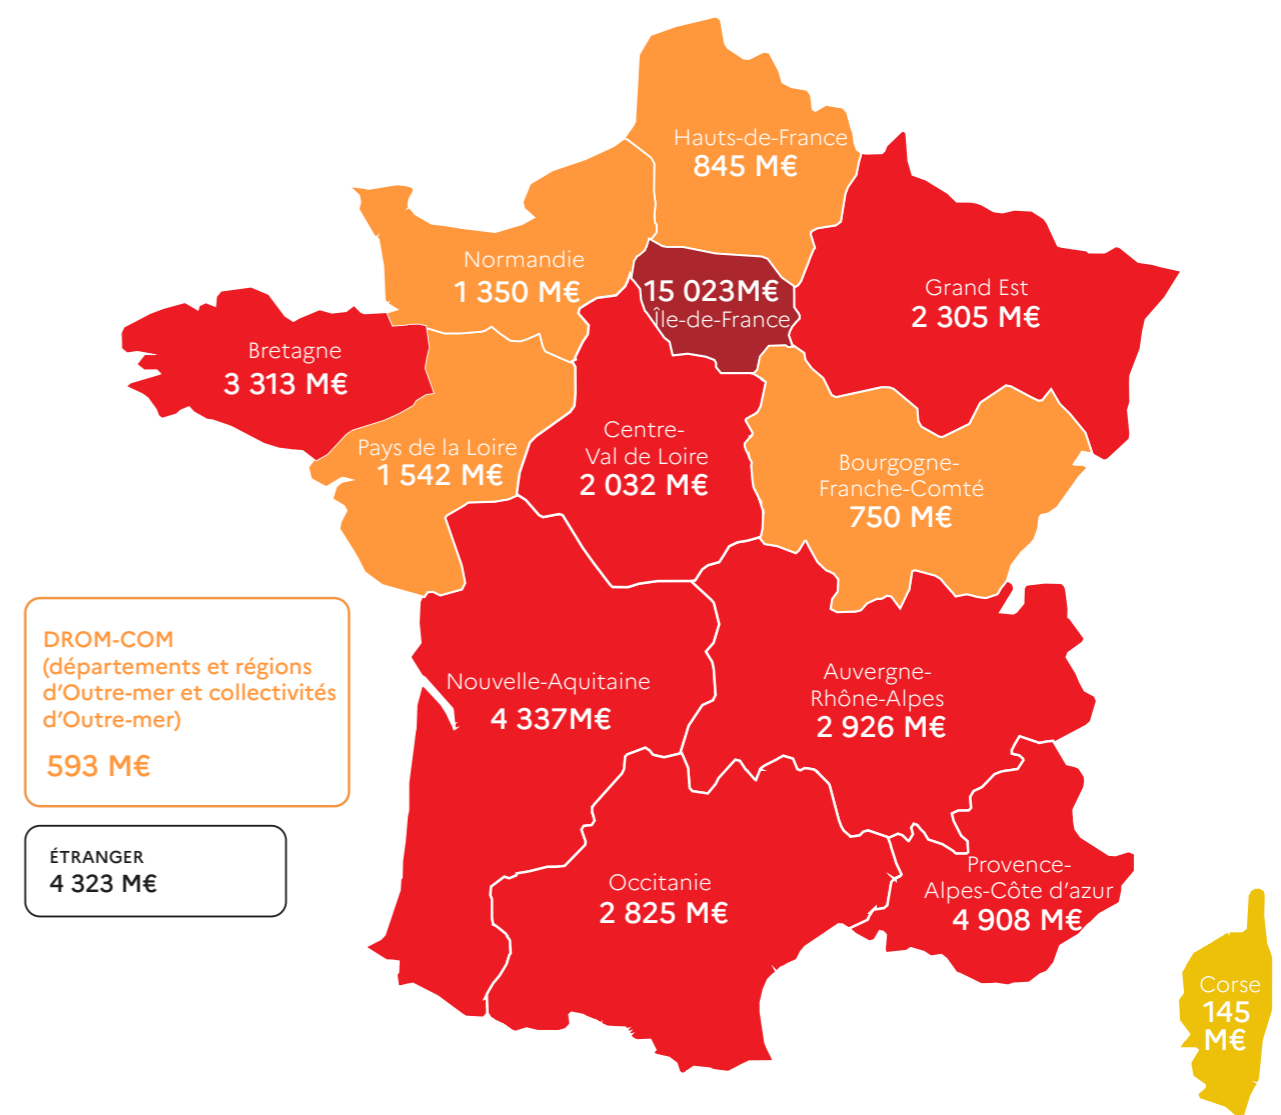 Hauts-de-France
845 M€
Normandie
1 350 M€
15 023M€
Île-de-France
Grand Est
2 305 M€
Bretagne
3 313 M€
Pays de la Loire
1 542 M€
Centre-
Val de Loire
2 032 M€
Bourgogne-
Franche-Comté
750 M€
DROM-COM
(départements et régions
d'Outre-mer et collectivités
d'Outre-mer)
593 M€
Nouvelle-Aquitaine
4 337M€
Auvergne-
Rhône-Alpes
2 926 M€
ÉTRANGER
4 323 M€
Occitanie
2 825 M€
Provence-
Alpes-Côte d'azur
4 908 M€
Corse
145
M€